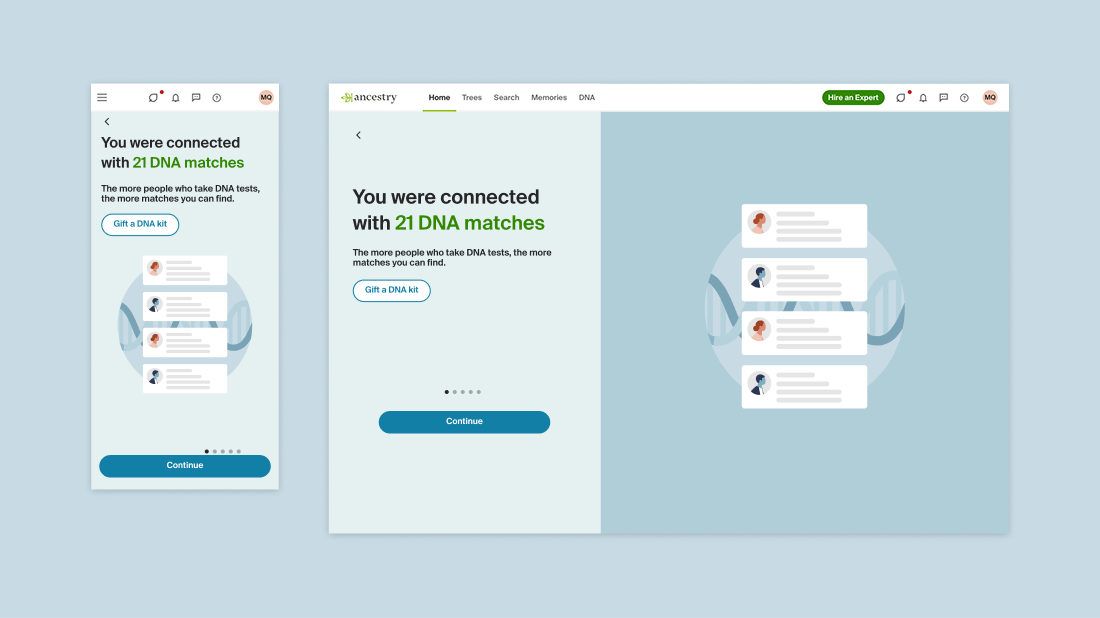 MQ
You were connected
with 21 DNA matches
The more people who take DNA tests,
the more matches you can find.
Gift a DNA kit
Continue
ancestry
Home Trees Search Memories DNA
Hire an Expert
MQ
You were connected
with 21 DNA matches
The more people who take DNA tests, the more
matches you can find.
Gift a DNA kit
Continue